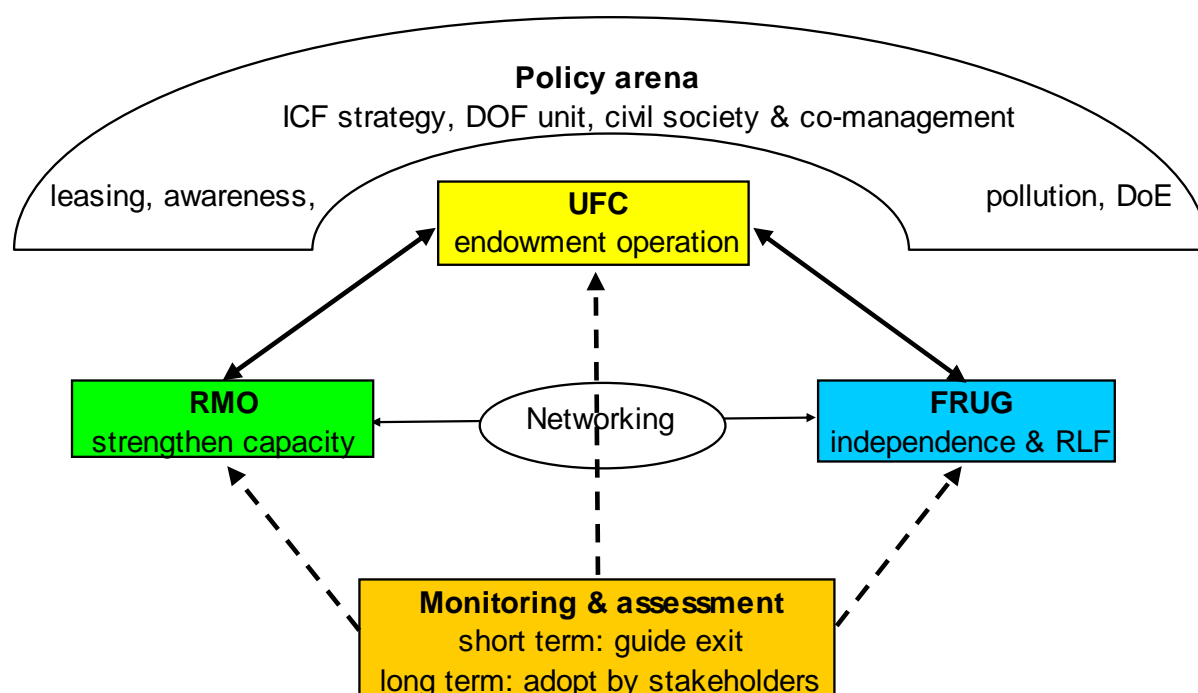 Policy arena
ICF strategy, DOF unit, civil society & co-management
leasing, awareness,
pollution, DoE
UFC
endowment operation
RMO
strengthen capacity
Networking
FRUG
independence & RLF
Monitoring & assessment
short term: guide exit
long term: adopt by stakeholders